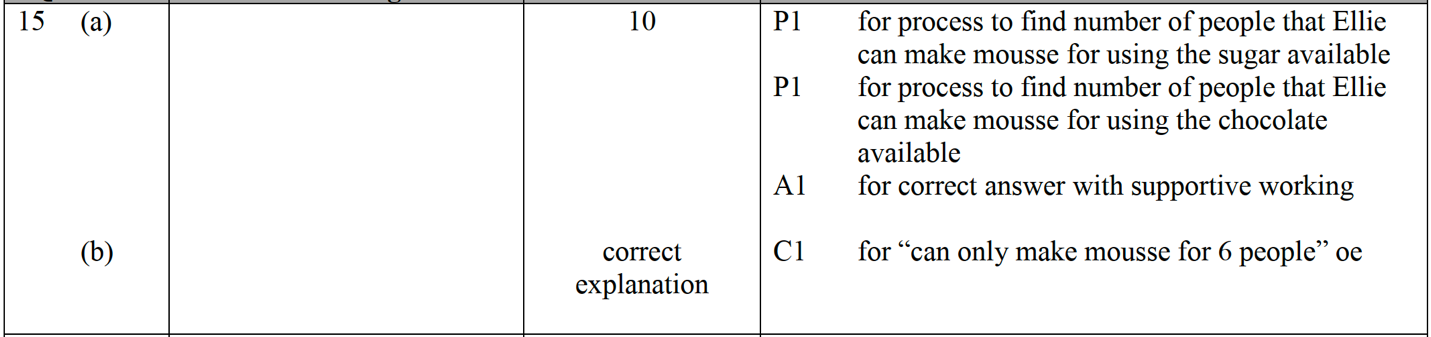 15 (a) 10 P1 for process to find number of people that Ellie
can make mousse for using the sugar available
P1 for process to find number of people that Ellie
can make mousse for using the chocolate
available
A1 for correct answer with supportive working
(b) correct C1 for “can only make mousse for 6 people” oe
explanation